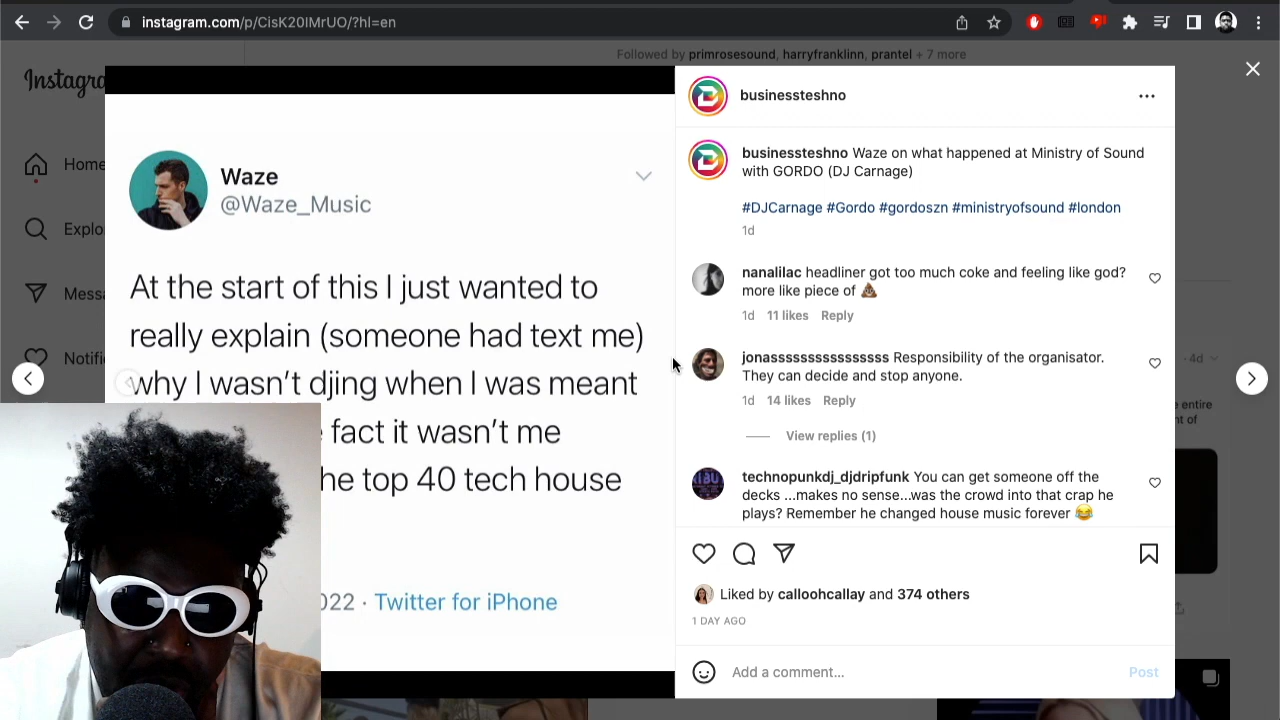 instagram.com/p/CisK20IMrUO/?hl=en
Followed by primrosesound, harryfranklinn, prantel + 7 more
Instagra
Home
Explo
Messa
Notifi
Waze
@Waze_Music
At the start of this I just wanted to
really explain (someone had text me)
why I wasn't djing when I was meant
fact it wasn't me
he top 40 tech house
022 · Twitter for iPhone
businessteshno
businessteshno Waze on what happened at Ministry of Sound
with GORDO (DJ Carnage)
#DJCarnage #Gordo #gordoszn #ministryofsound #london
1d
nanalilac headliner got too much coke and feeling like god?
more like piece of 💩
1d 11 likes Reply
jonassssssssssssssss Responsibility of the organisator.
They can decide and stop anyone.
1d 14 likes Reply
View replies (1)
technopunkdj_djdripfunk You can get someone off the
decks ...makes no sense...was the crowd into that crap he
plays? Remember he changed house music forever 😂
Liked by calloohcallay and 374 others
1 DAY AGO
Add a comment...
Post
· 4d
e entire
nt of